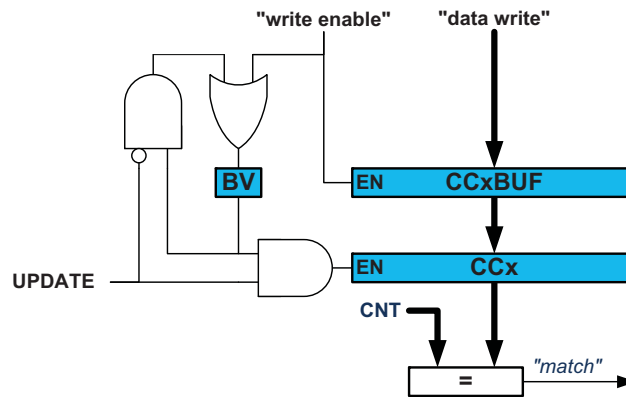 "write enable" "data write"
BV
EN CCxBUF
EN CCx
UPDATE
CNT
"match"
=